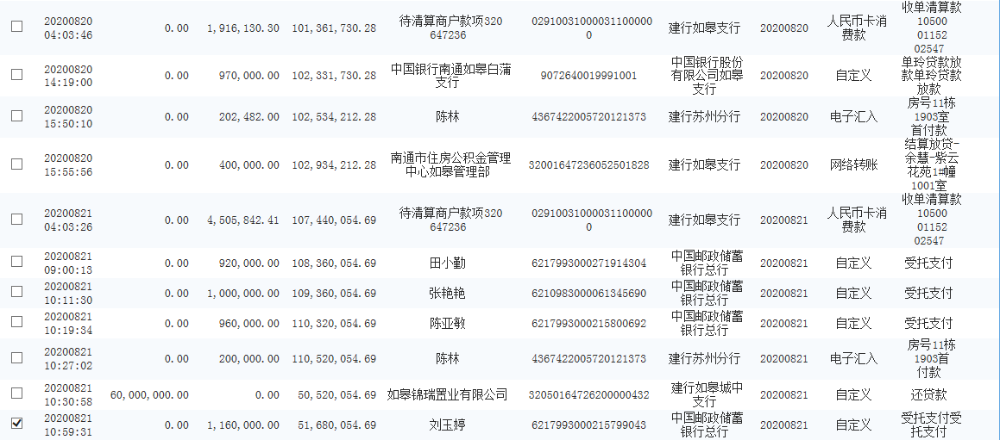 收单清算款
20200820 待清算商户款项320 02910031000031100000 人民币卡消 10500
04:03:46 0.00 1,916,130.30 101,361,730.28 647236 0 建行如皋支行 20200820 费款 01152
02547
20200820 中国银行南通如皋白蒲 中国银行股份 单玲贷款放
14:19:00 0.00 970,000.00 102,331,730.28 支行 9072640019991001 有限公司如皋 20200820 自定义 款单玲贷款
支行 放款
20200820 房号11栋
15:50:10 0.00 202,482.00 102,534,212.28 陈林 4367422005720121373 建行苏州分行 20200820 电子汇入 1903室
首付款
结算放贷-
20200820 南通市住房公积金管理 余慧-紫云
15:55:56 0.00 400,000.00 102,934,212.28 中心如皋管理部 32001647236052501828 建行如皋支行 20200820 网络转账 花苑1#幢
1001室
收单清算款
20200821 待清算商户款项320 02910031000031100000 人民币卡消 10500
04:03:26 0.00 4,505,842.41 107,440,054.69 647236 0 建行如皋支行 20200821 费款 01152
02547
20200821 中国邮政储蓄
09:00:13 0.00 920,000.00 108,360,054.69 田小勤 6217993000271914304 银行总行 20200821 自定义 受托支付
20200821 中国邮政储蓄
10:11:30 0.00 1,000,000.00 109,360,054.69 张艳艳 6210983000061345690 银行总行 20200821 自定义 受托支付
20200821 中国邮政储蓄
10:19:34 0.00 960,000.00 110,320,054.69 陈亚敏 6217993000215800692 银行总行 20200821 自定义 受托支付
20200821 房号11栋
10:27:02 0.00 200,000.00 110,520,054.69 陈林 4367422005720121373 建行苏州分行 20200821 电子汇入 1903首
付款
20200821 建行如皋城中
10:30:58 60,000,000.00 0.00 50,520,054.69 如皋锦瑞置业有限公司 32050164726200000432 支行 20200821 自定义 还贷款
20200821 中国邮政储蓄 受托支付受
10:59:31 0.00 1,160,000.00 51,680,054.69 刘玉婷 6217993000215799043 银行总行 20200821 自定义 托支付